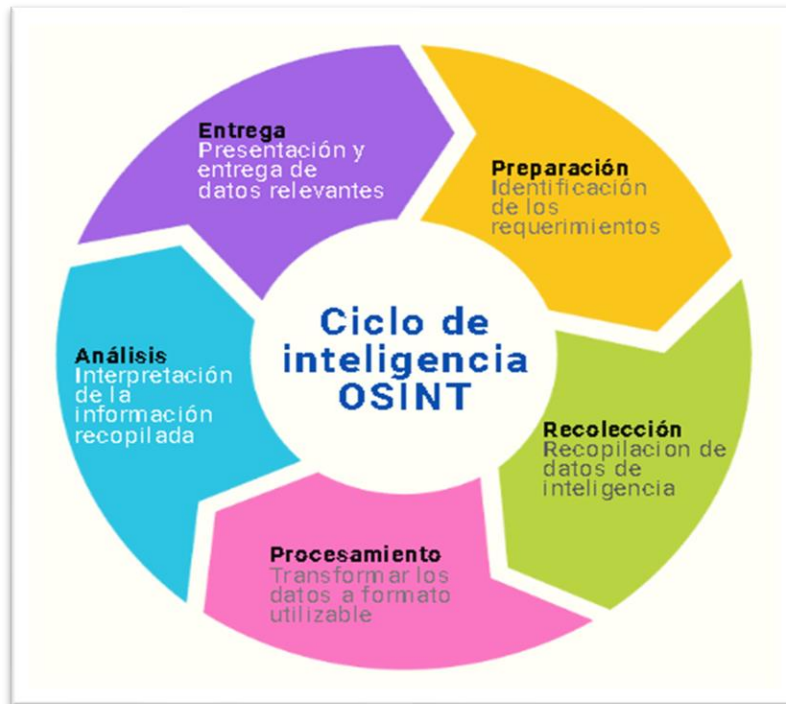 Ciclo de
inteligencia
OSINT
Preparación
Identificación
de los
requerimientos
Recolección
Recopilacion de
datos de
inteligencia
Procesamiento
Transformar los
datos a formato
utilizable
Análisis
Interpretación
de la
información
recopilada
Entrega
Presentación y
entrega de
datos relevantes